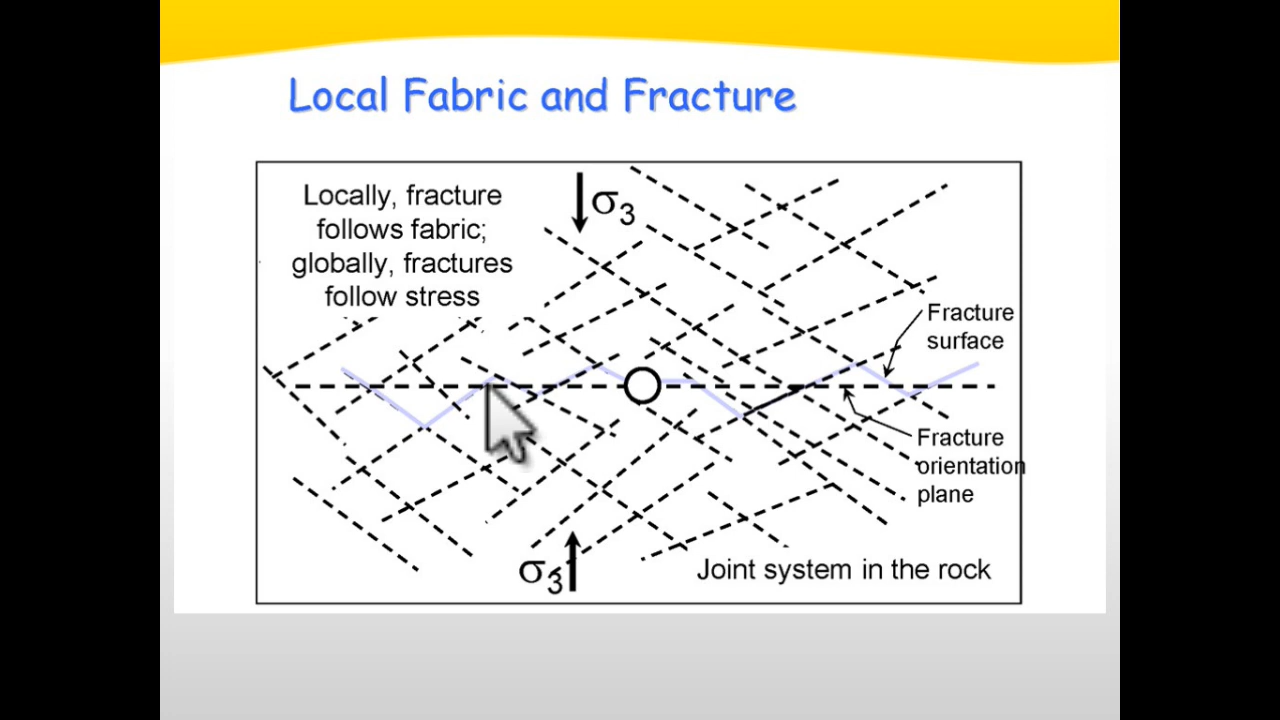 Local Fabric and Fracture
Locally, fracture
follows fabric;
globally, fractures
follow stress
σ3
Fracture
surface
Fracture
orientation
plane
σ3
Joint system in the rock